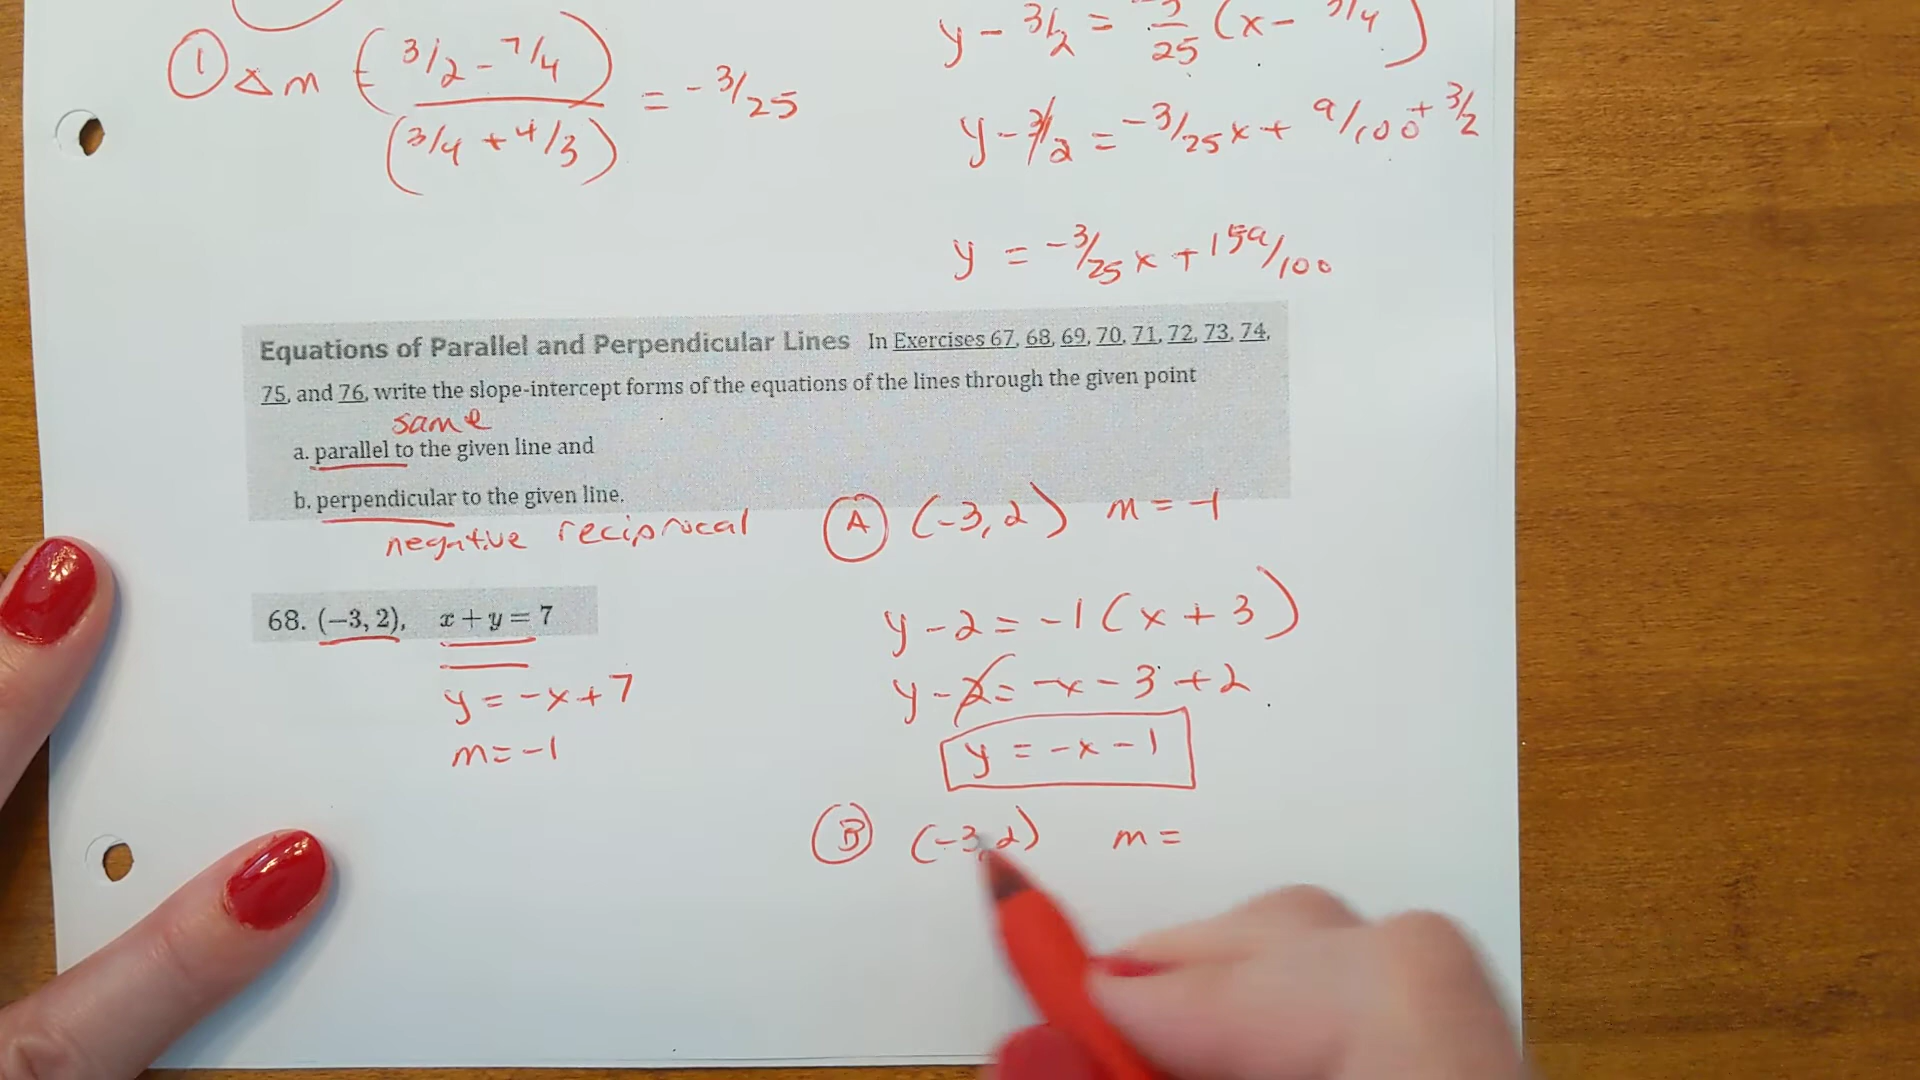 ① Δm = (3/2 - 7/4) / (3/4 + 4/3) = -3/25
y - 3/2 = -3/25 (x - 3/4)
y - 3/2 = -3/25x + 9/100 + 3/2
y = -3/25x + 159/100
Equations of Parallel and Perpendicular Lines In Exercises 67, 68, 69, 70, 71, 72, 73, 74,
75, and 76, write the slope-intercept forms of the equations of the lines through the given point
same
a. parallel to the given line and
b. perpendicular to the given line.
negative reciprocal
68. (−3, 2), x + y = 7
y = -x + 7
m = -1
Ⓐ (-3, 2) m = -1
y - 2 = -1(x + 3)
y - 2 = -x - 3 + 2
y = -x - 1
Ⓑ (-3, 2) m =